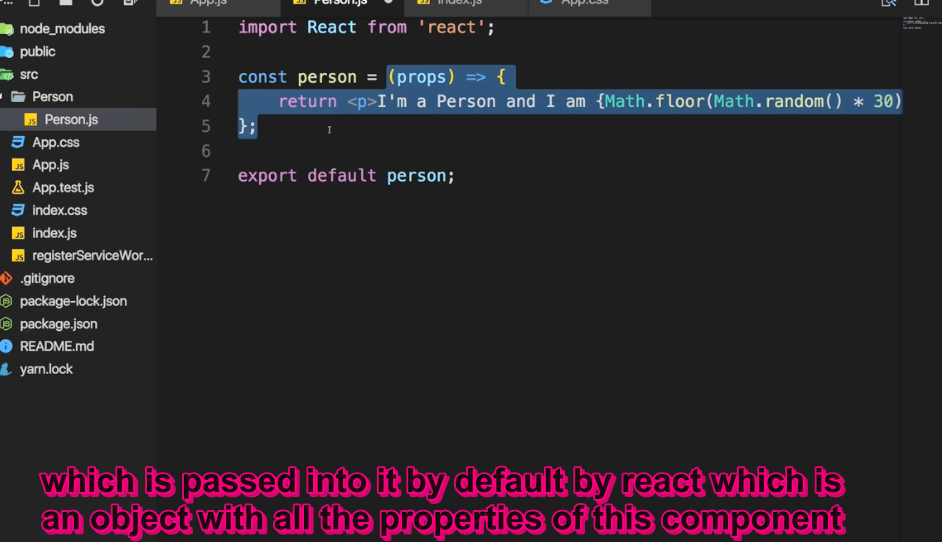 App.js
Person.js
index.js
App.css
node_modules
public
src
Person
Person.js
App.css
App.js
App.test.js
index.css
index.js
registerServiceWor...
.gitignore
package-lock.json
package.json
README.md
yarn.lock
1 import React from 'react';
2
3 const person = (props) => {
4 return <p>I'm a Person and I am {Math.floor(Math.random() * 30)
5 };
6
7 export default person;
which is passed into it by default by react which is
an object with all the properties of this component